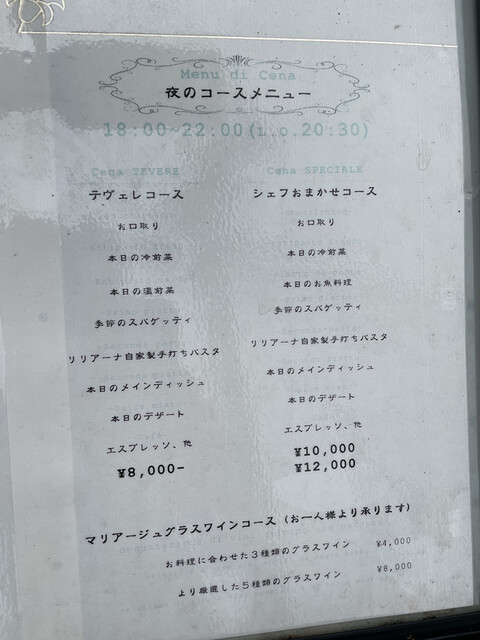 Menu di Cena
夜のコースメニュー
18:00~22:00(L.o.20:30)
Cena TEVERE
テヴェレコース
お口取り
本日の冷前菜
本日の温前菜
季節のスパゲッティ
リリアーナ自家製手打ちパスタ
本日のメインディッシュ
本日のデザート
エスプレッソ、他
¥8,000-
Cena SPECIRLE
シェフおまかせコース
お口取り
本日の冷前菜
本日のお魚料理
季節のスパゲッティ
リリアーナ自家製手打ちパスタ
本日のメインディッシュ
本日のデザート
エスプレッソ、他
¥10,000
¥12,000
マリアージュグラスワインコース（お一人様より承ります）
お料理に合わせた3種類のグラスワイン ¥4,000
より厳選した5種類のグラスワイン ¥8,000